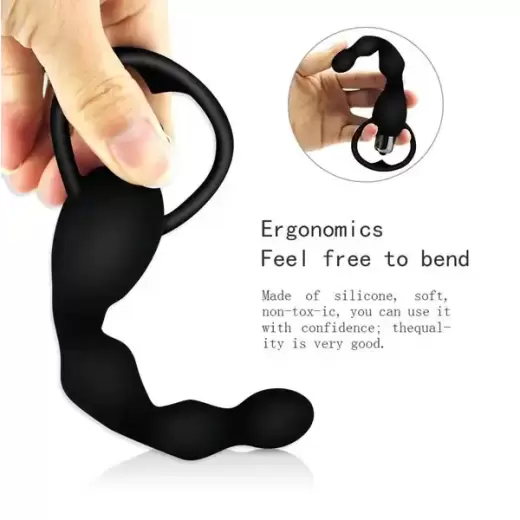 Ergonomics
Feel free to bend
Made of silicone, soft,
non-tox-ic, you can use it
with confidence; thequal-
ity is very good.